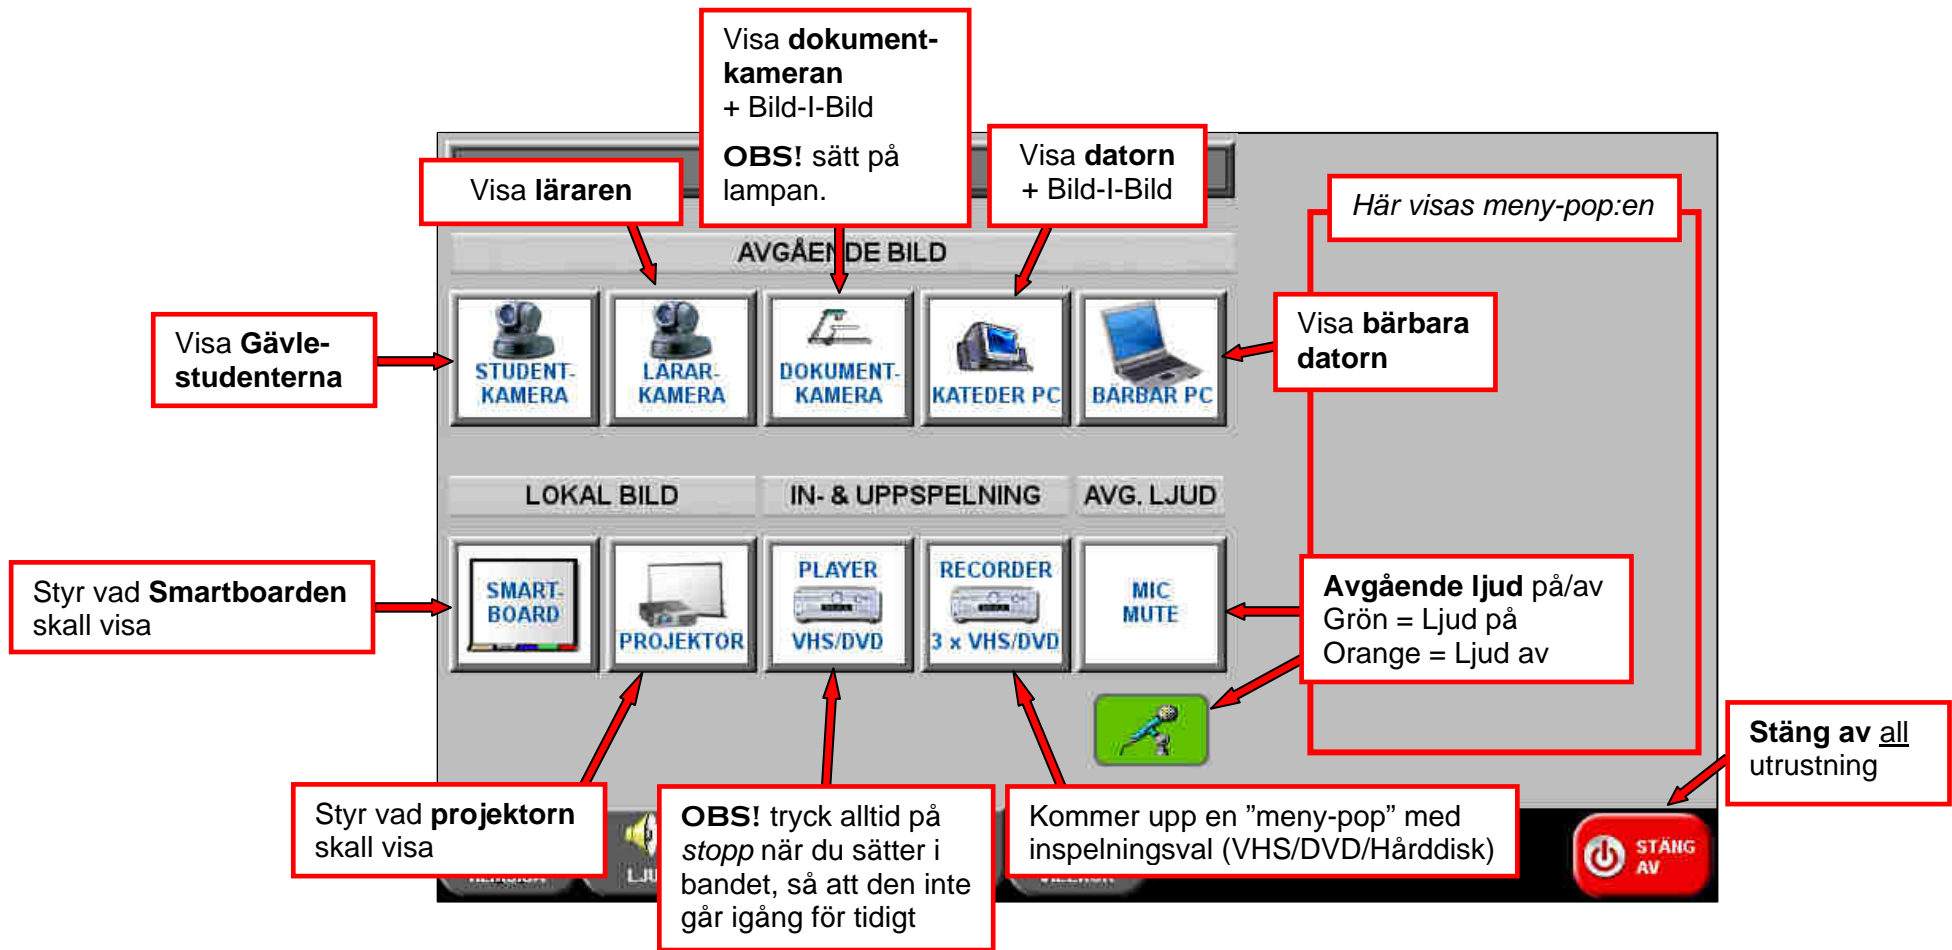 Visa dokument-
kameran
+ Bild-I-Bild
OBS! sätt på
lampan.
Visa läraren
Visa datorn
+ Bild-I-Bild
Här visas meny-pop:en
AVGÅENDE BILD
Visa Gävle-
studenterna
STUDENT-
KAMERA
LÄRAR-
KAMERA
DOKUMENT-
KAMERA
KATEDER PC
BÄRBAR PC
Visa bärbara
datorn
LOKAL BILD
IN- & UPPSPELNING
AVG. LJUD
Styr vad Smartboarden
skall visa
SMART-
BOARD
PROJEKTOR
PLAYER
VHS/DVD
RECORDER
3 x VHS/DVD
MIC
MUTE
Avgående ljud på/av
Grön = Ljud på
Orange = Ljud av
Stäng av all
utrustning
Styr vad projektorn
skall visa
OBS! tryck alltid på
stopp när du sätter i
bandet, så att den inte
går igång för tidigt
Kommer upp en ”meny-pop” med
inspelningsval (VHS/DVD/Hårddisk)
STÄNG
AV